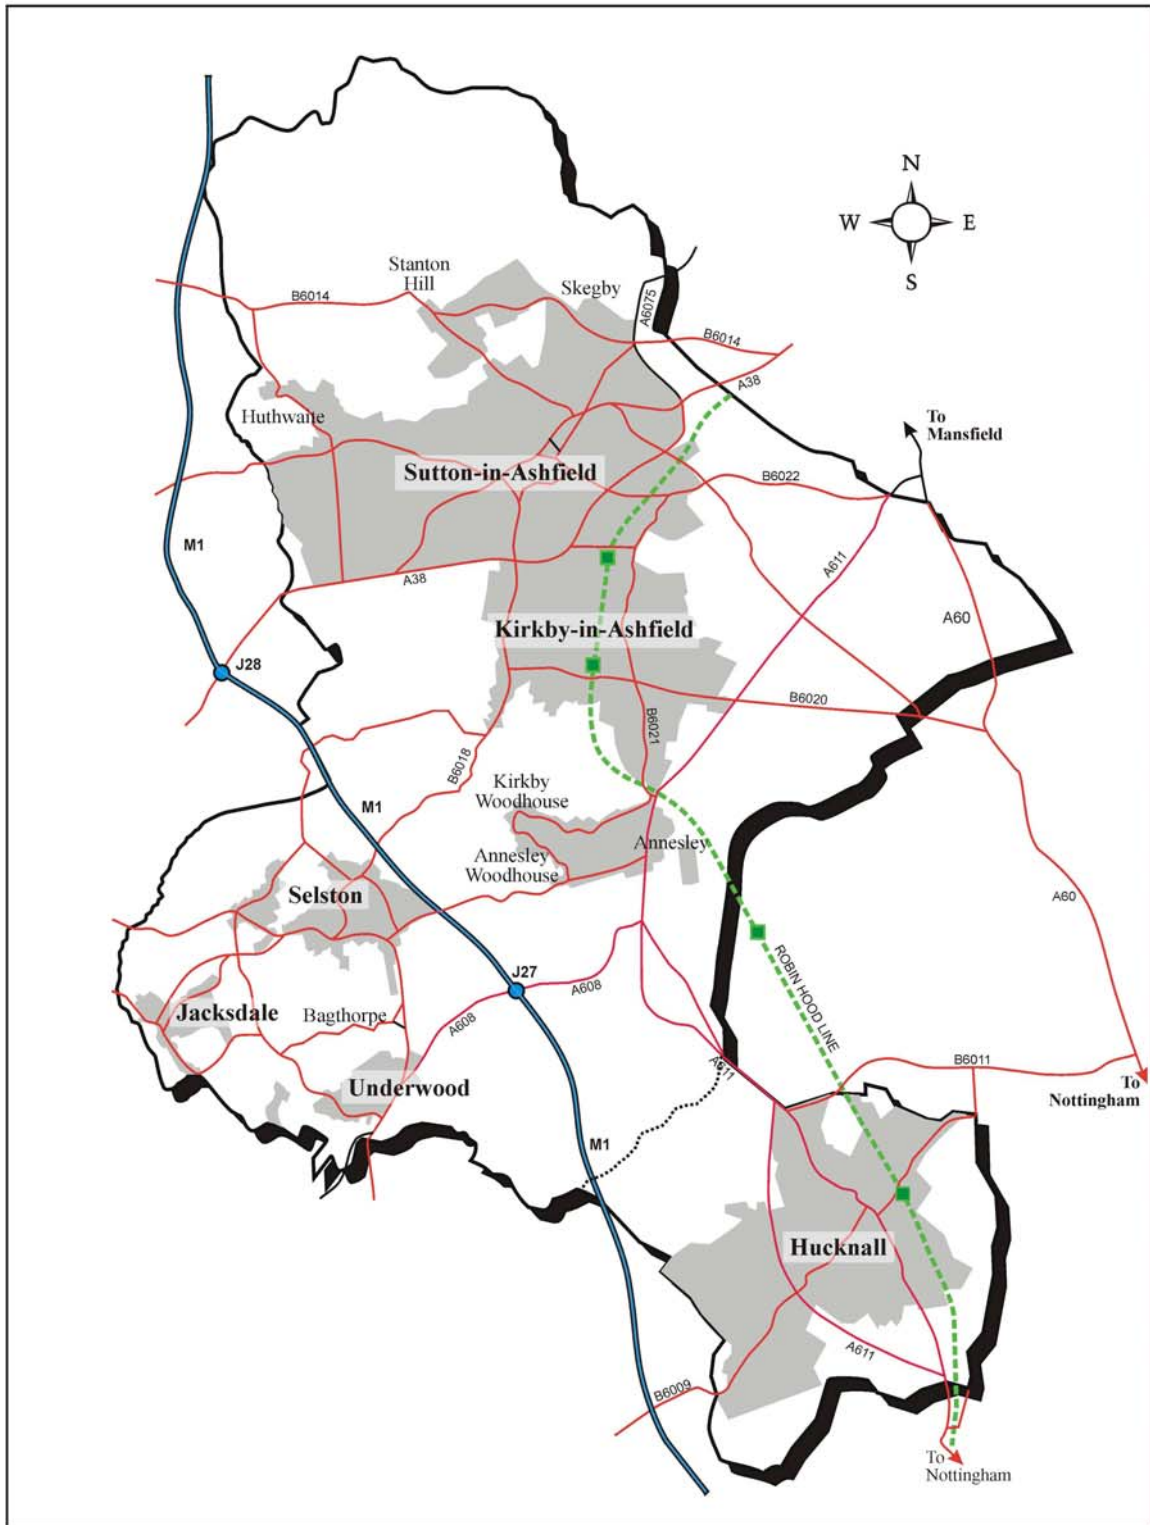 N
W
E
S
Stanton
Hill
Skegby
B6014
A6075
B6014
A38
Huthwaite
To
Mansfield
Sutton-in-Ashfield
B6022
M1
A38
A611
Kirkby-in-Ashfield
A60
J28
B6020
B6021
B6018
Kirkby
Woodhouse
M1
Annesley
Annesley
Woodhouse
Selston
A60
ROBIN HOOD LINE
J27
A608
Jacksdale
Bagthorpe
A608
B6011
A611
Underwood
To
Nottingham
M1
Hucknall
A611
B6009
To
Nottingham